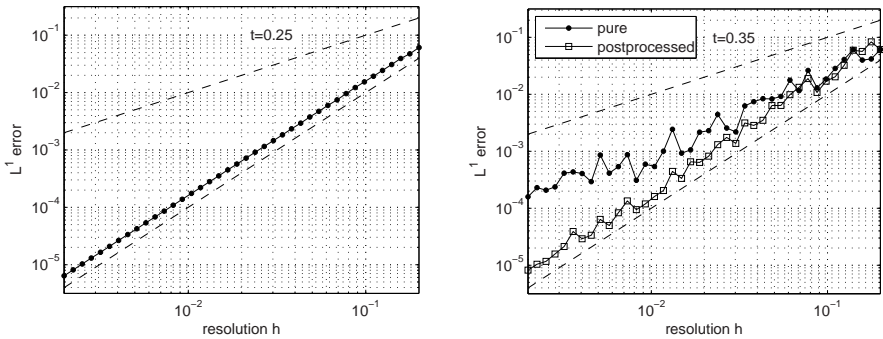 t=0.25
10⁻¹
10⁻²
10⁻³
10⁻⁴
10⁻⁵
L¹ error
10⁻²
10⁻¹
resolution h
pure
postprocessed
t=0.35
10⁻¹
10⁻²
10⁻³
10⁻⁴
10⁻⁵
L¹ error
10⁻²
10⁻¹
resolution h